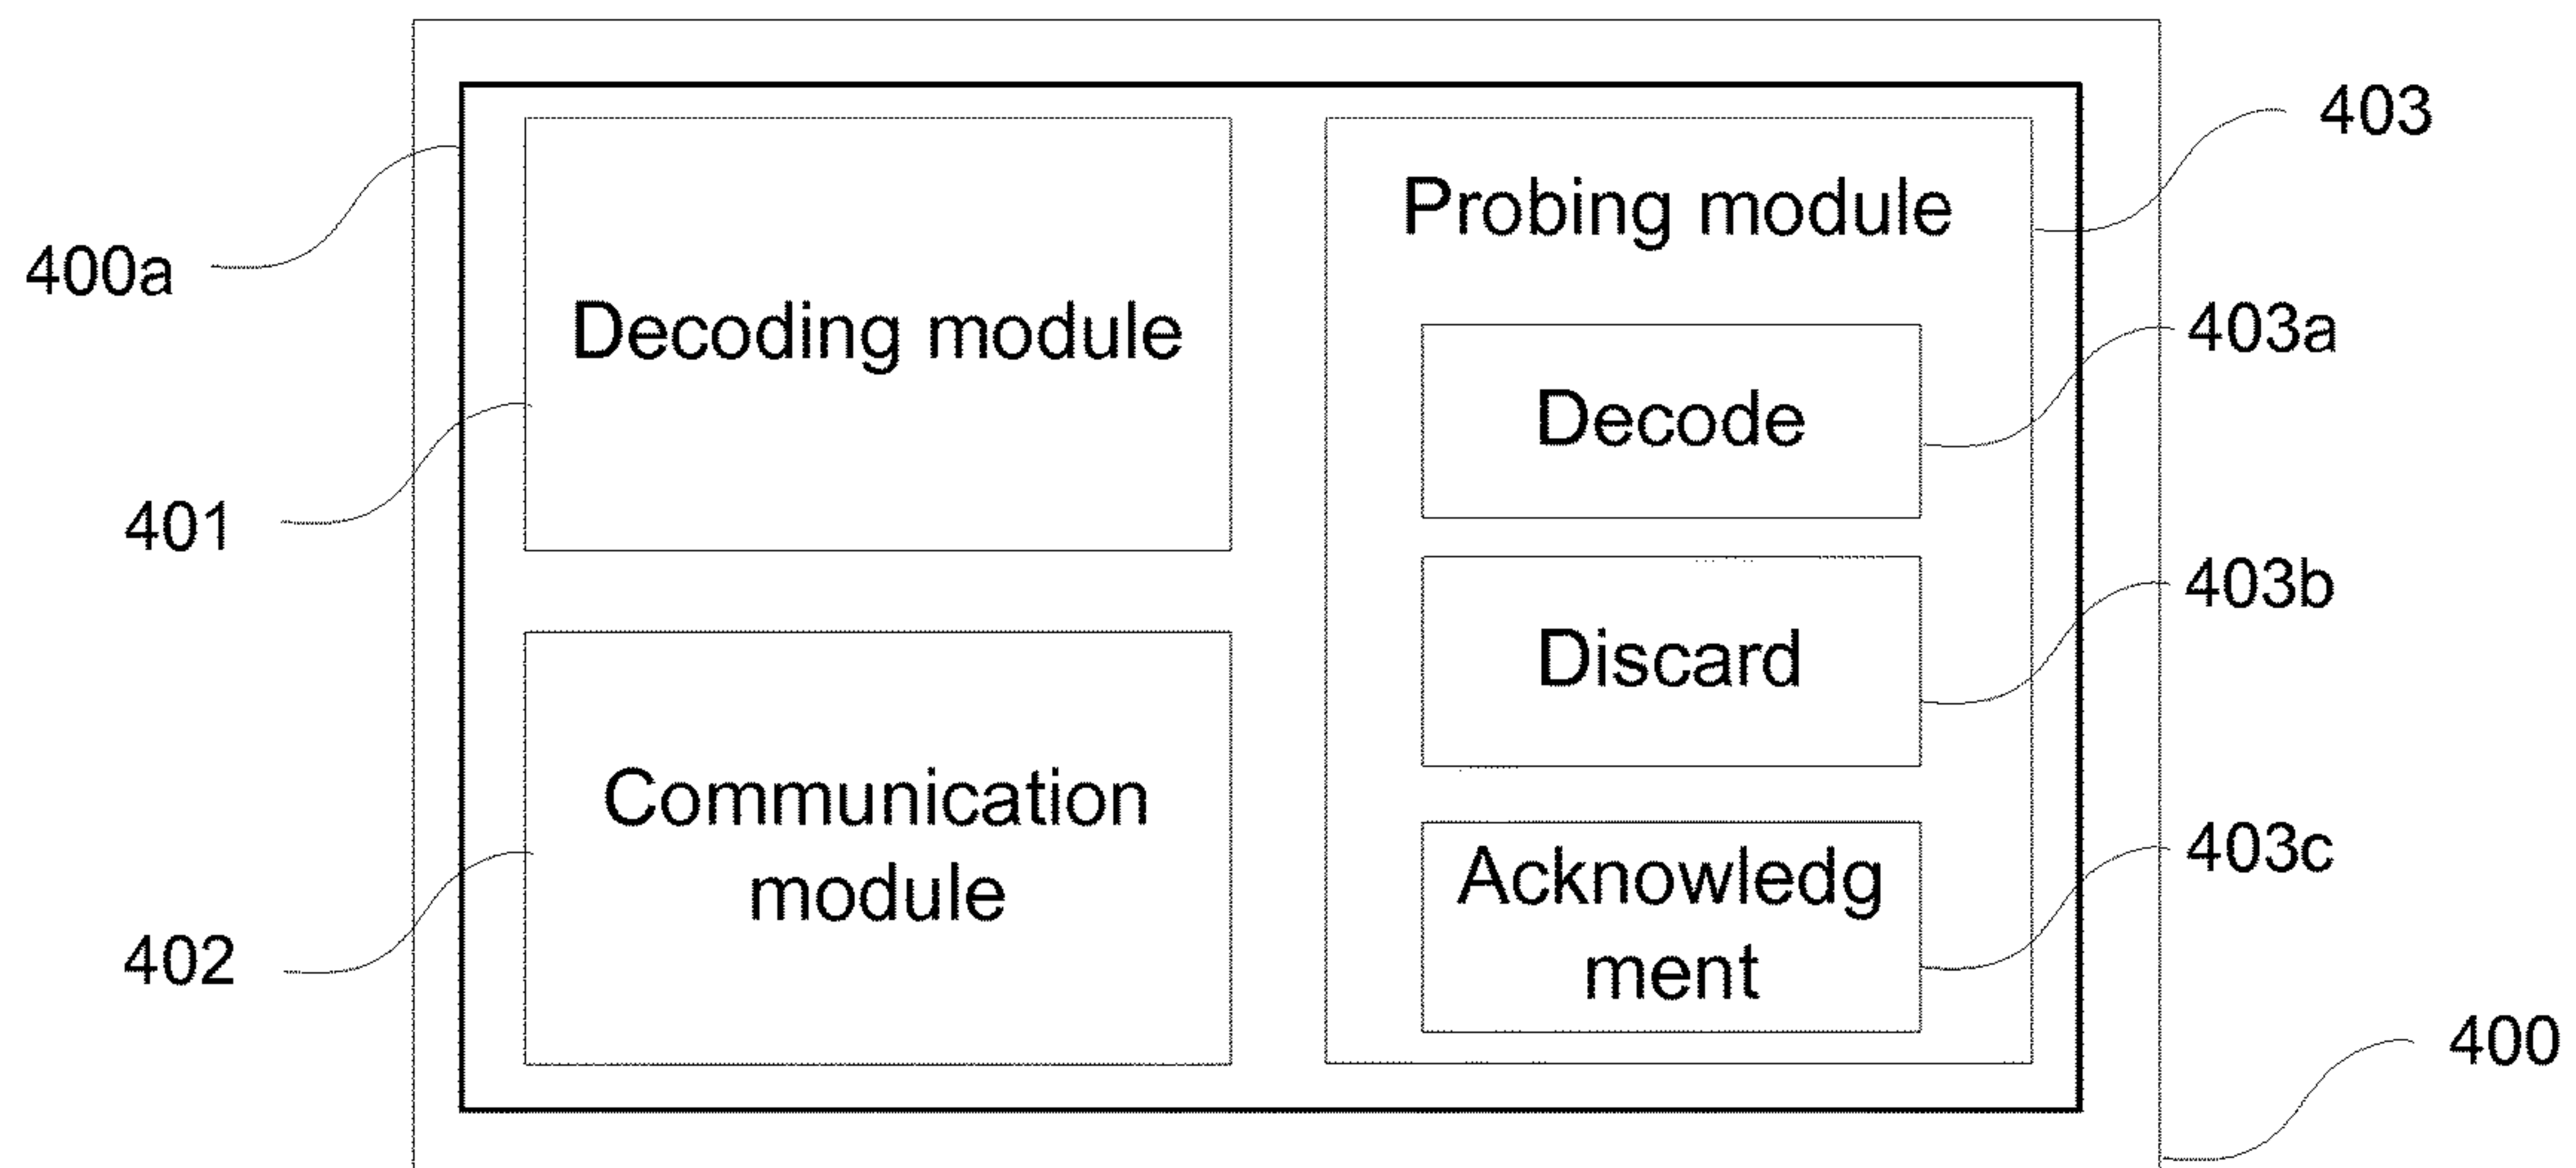 403
Probing module
400a
Decoding module
403a
Decode
401
403b
Discard
Communication
module
403c
Acknowledg
ment
402
400